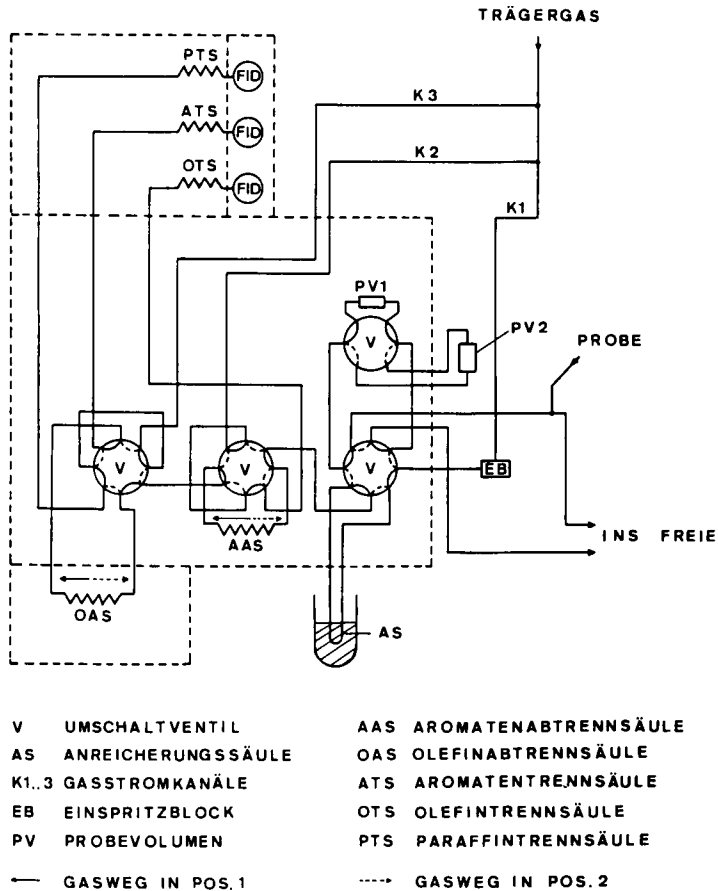 TRÄGERGAS
PTS
FID
K3
ATS
FID
K2
OTS
FID
K1
PV1
PV2
V
PROBE
V
V
V
EB
INS FREIE
AAS
OAS
AS
V UMSCHALTVENTIL
AS ANREICHERUNGSSÄULE
K1..3 GASSTROMKANÄLE
EB EINSPRITZBLOCK
PV PROBEVOLUMEN
← GASWEG IN POS.1
AAS AROMATENABTRENNSÄULE
OAS OLEFINABTRENNSÄULE
ATS AROMATENTRENNSÄULE
OTS OLEFINTRENNSÄULE
PTS PARAFFINTRENNSÄULE
----> GASWEG IN POS.2